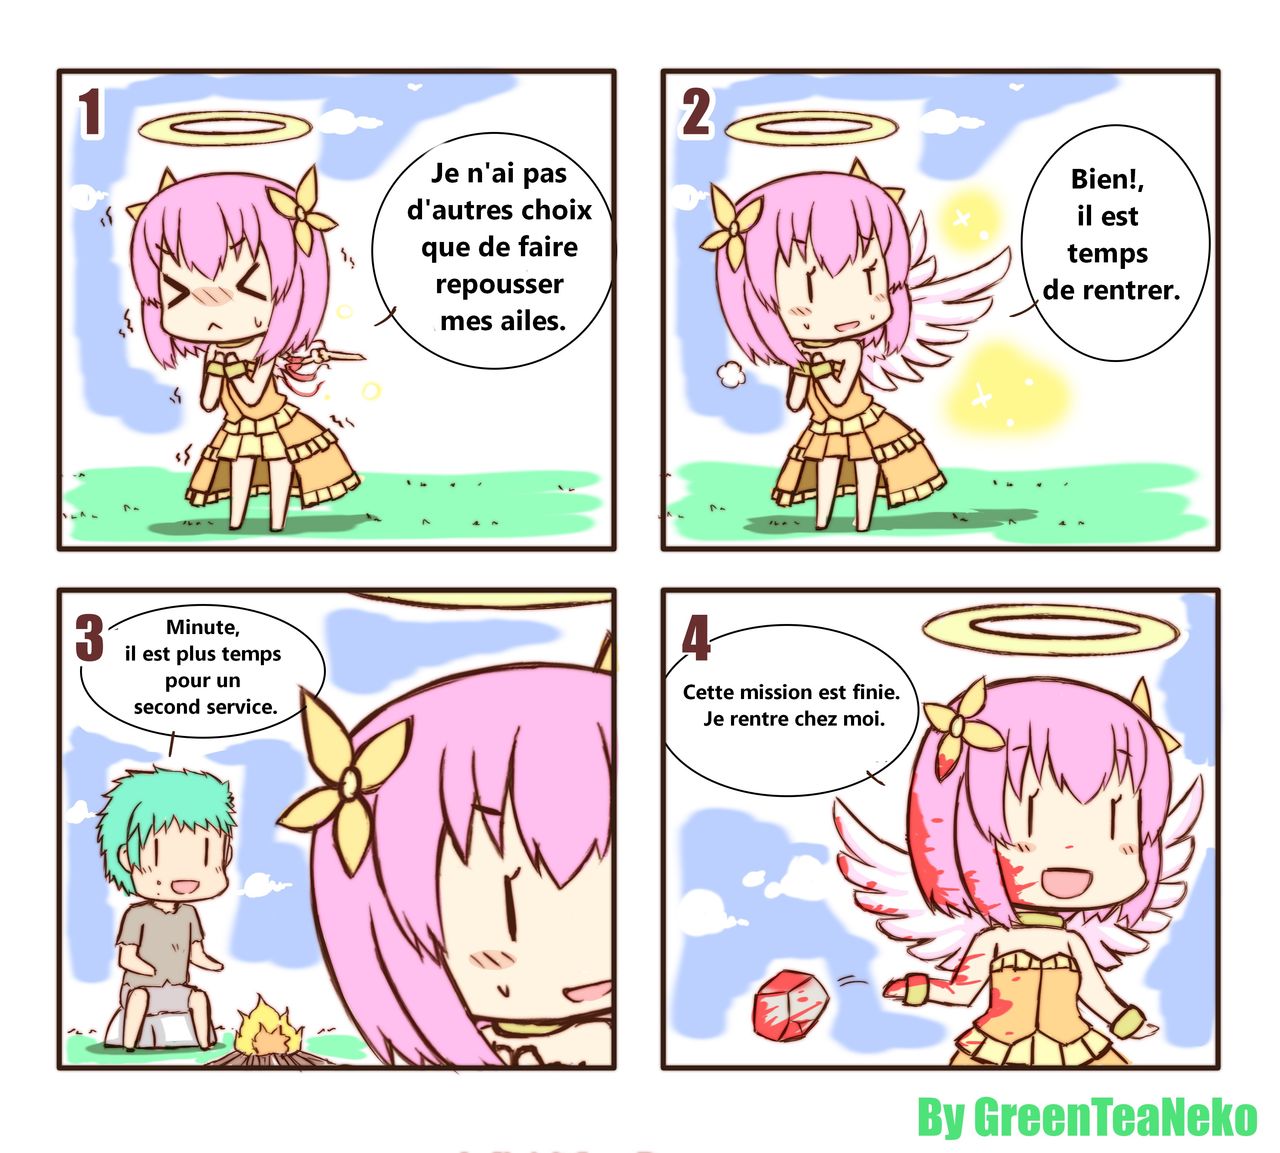 1
Je n'ai pas
d'autres choix
que de faire
repousser
mes ailes.
2
Bien!,
il est
temps
de rentrer.
3
Minute,
il est plus temps
pour un
second service.
4
Cette mission est finie.
Je rentre chez moi.
By GreenTeaNeko